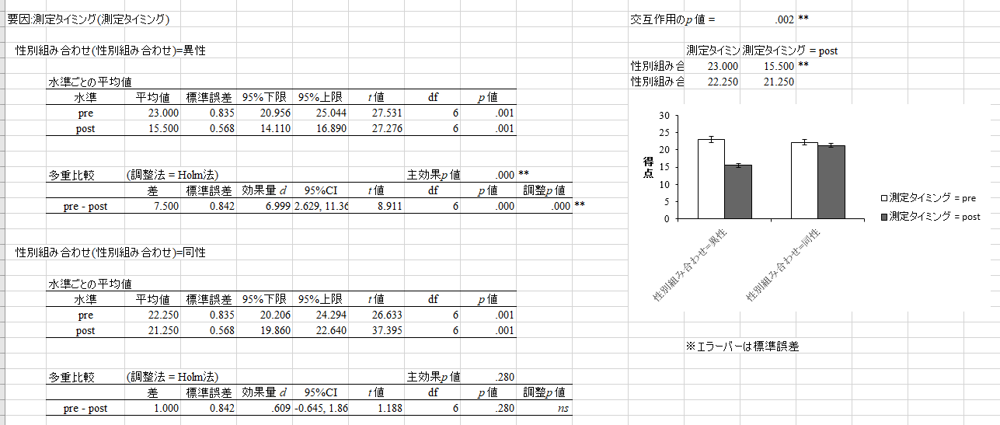 要因:測定タイミング(測定タイミング)
性別組み合わせ(性別組み合わせ)=異性
水準ごとの平均値
水準 平均値 標準誤差 95%下限 95%上限 t 値 df p 値
pre 23.000 0.835 20.956 25.044 27.531 6 .001
post 15.500 0.568 14.110 16.890 27.276 6 .001
多重比較 (調整法 = Holm法) 主効果p 値 .000 **
差 標準誤差 効果量 d 95%CI t 値 df p 値 調整p 値
pre - post 7.500 0.842 6.999 2.629, 11.36 8.911 6 .000 .000 **
性別組み合わせ(性別組み合わせ)=同性
水準ごとの平均値
水準 平均値 標準誤差 95%下限 95%上限 t 値 df p 値
pre 22.250 0.835 20.206 24.294 26.633 6 .001
post 21.250 0.568 19.860 22.640 37.395 6 .001
多重比較 (調整法 = Holm法) 主効果p 値 .280
差 標準誤差 効果量 d 95%CI t 値 df p 値 調整p 値
pre - post 1.000 0.842 .609 -0.645, 1.86 1.188 6 .280 ns
交互作用のp 値 = .002 **
測定タイミン 測定タイミング = post
性別組み合 23.000 15.500 **
性別組み合 22.250 21.250
30
25
20
15
10
5
0
得点
性別組み合わせ=異性
性別組み合わせ=同性
測定タイミング = pre
測定タイミング = post
※エラーバーは標準誤差